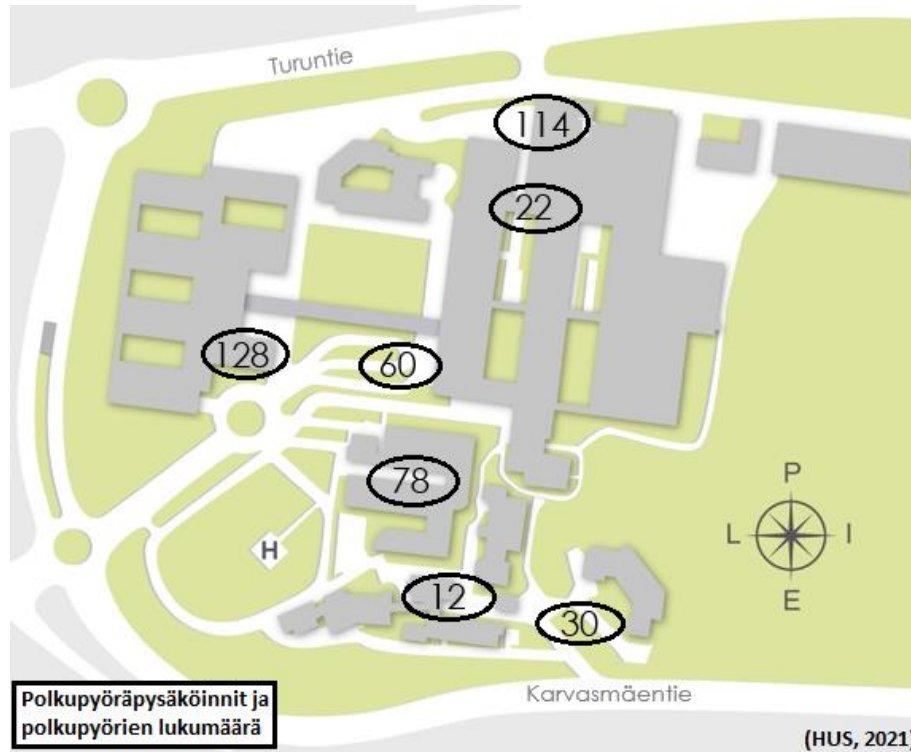 Turuntie
114
22
128
60
78
P
L I
H
E
12
30
Karvasmäentie
Polkupyöräpysäköinnit ja
polkupyörien lukumäärä
(HUS, 2021)